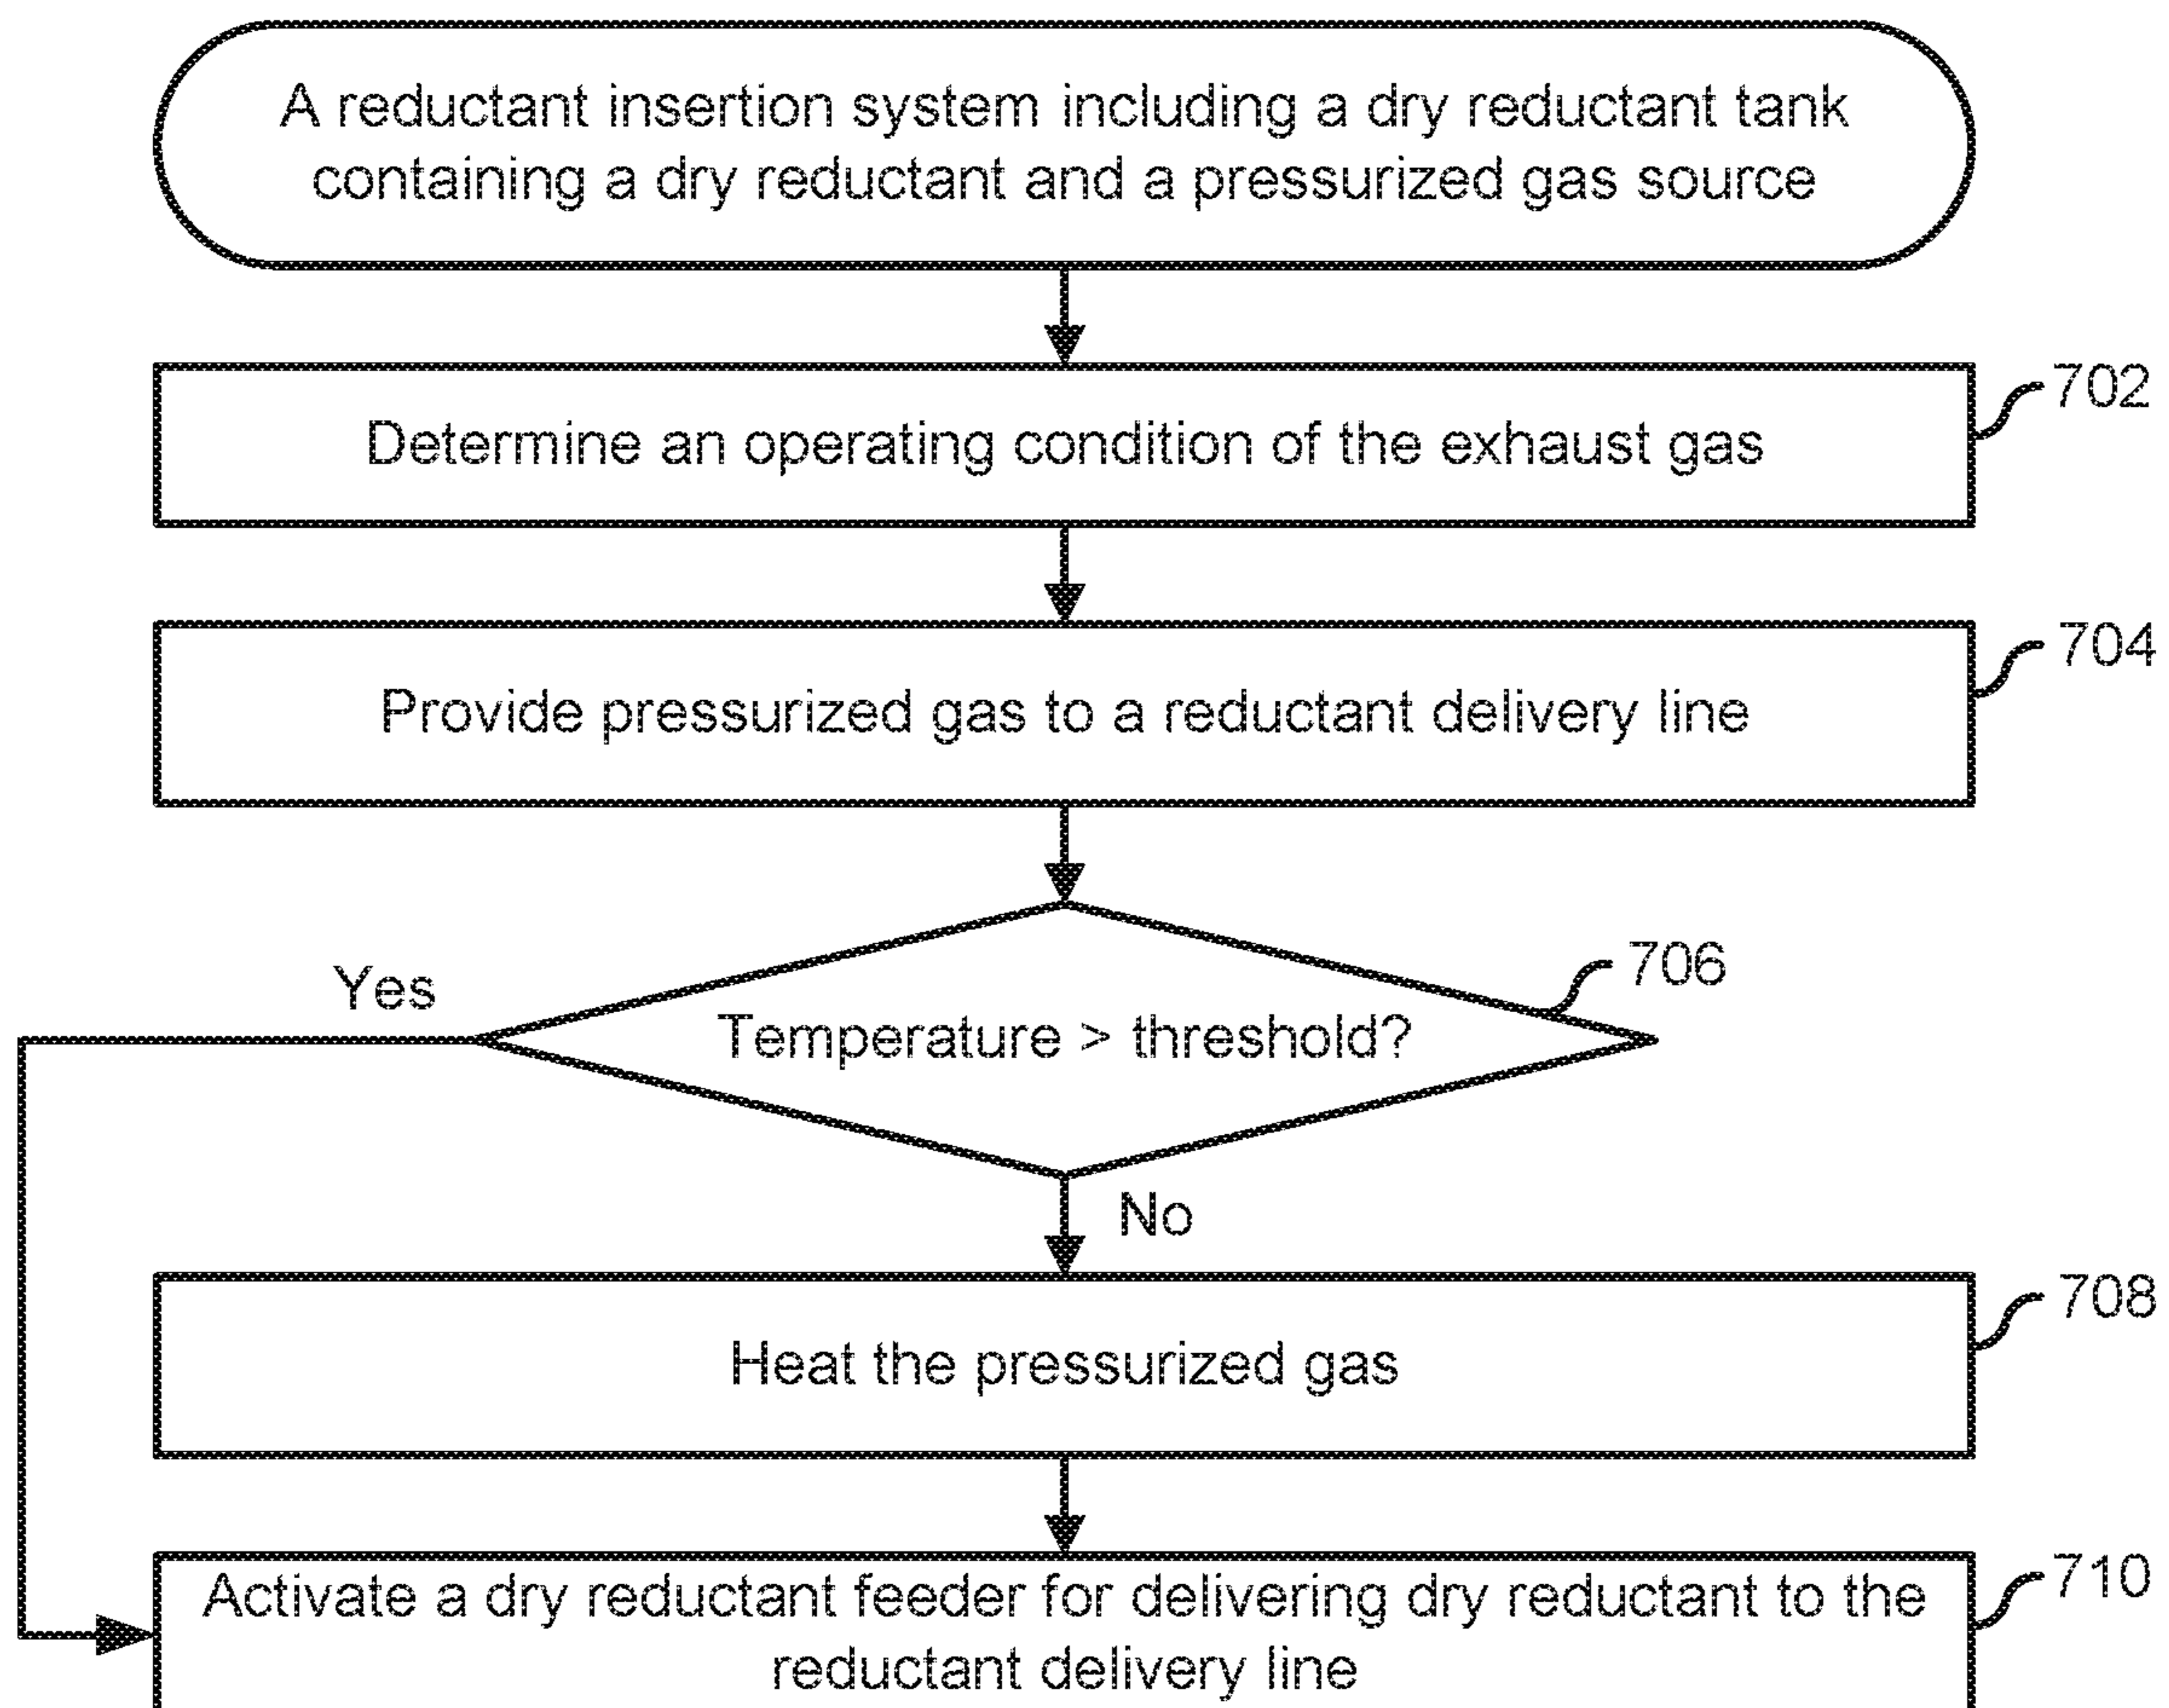 A reductant insertion system including a dry reductant tank
containing a dry reductant and a pressurized gas source
702
Determine an operating condition of the exhaust gas
704
Provide pressurized gas to a reductant delivery line
706
Yes
Temperature > threshold?
No
708
Heat the pressurized gas
710
Activate a dry reductant feeder for delivering dry reductant to the
reductant delivery line